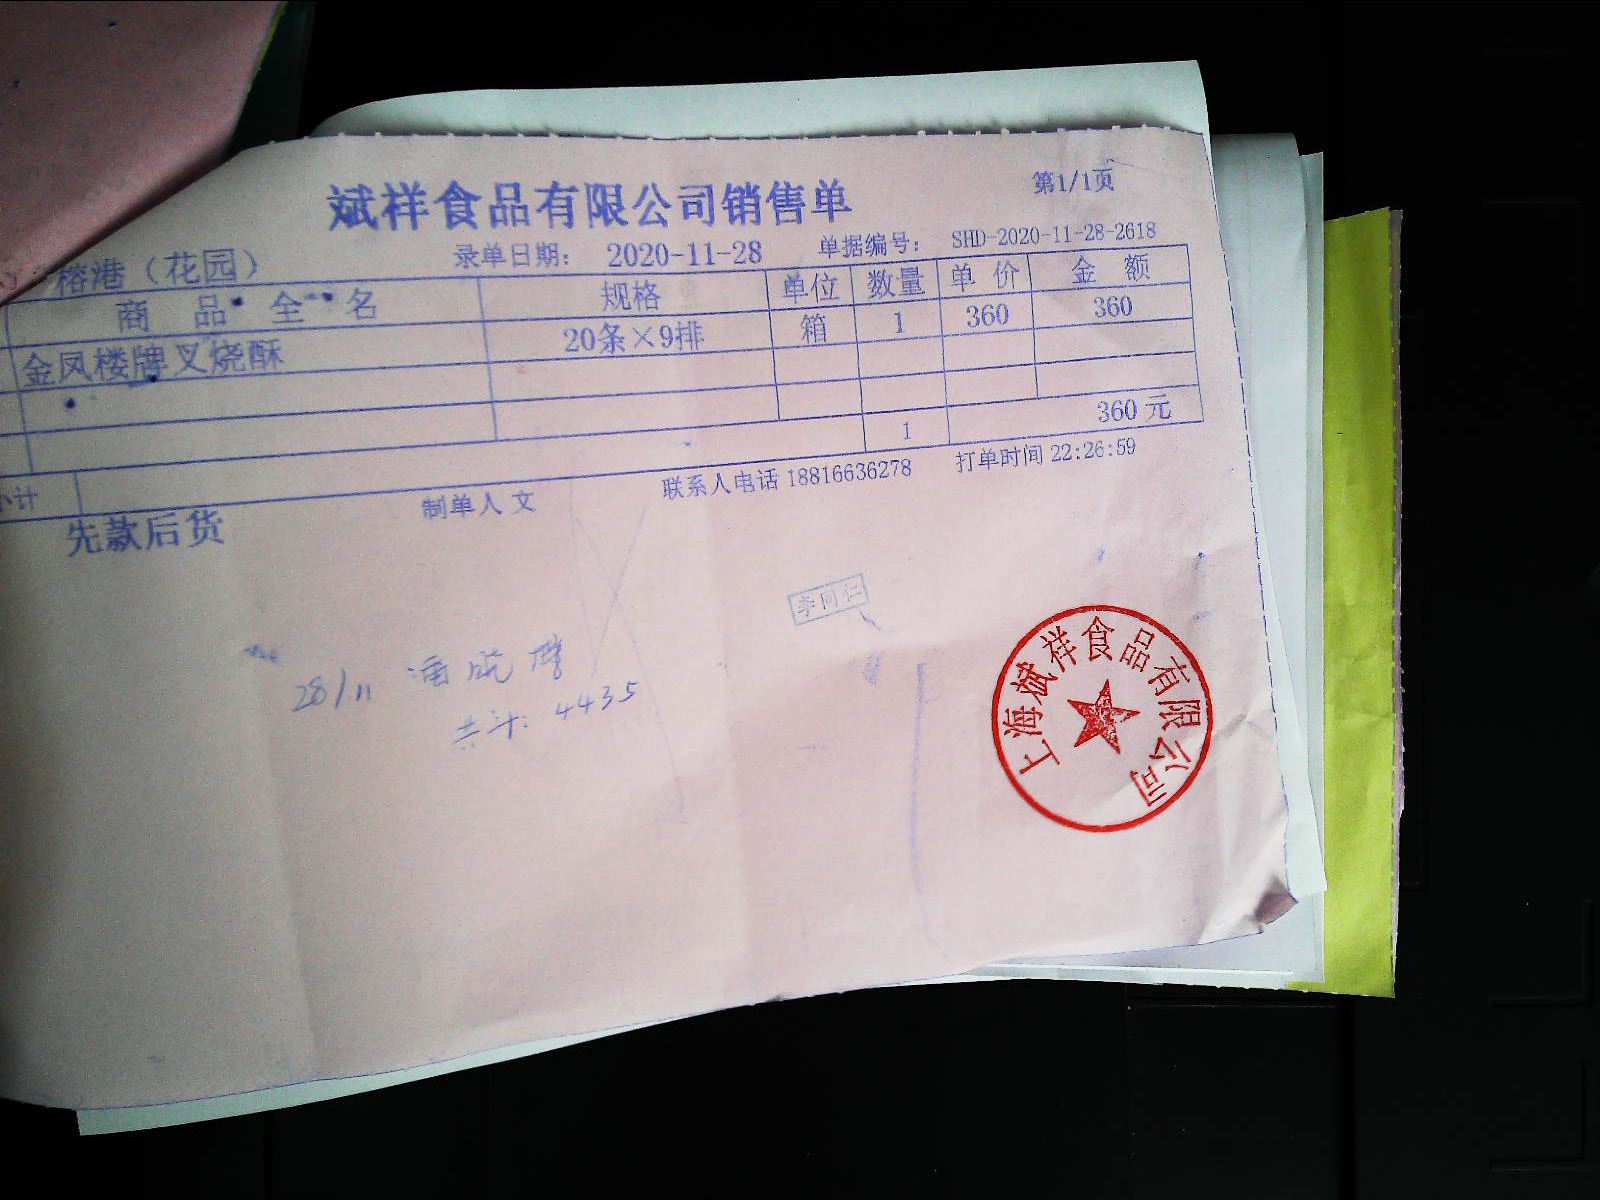 斌祥食品有限公司销售单
第1/1页
榕港（花园） 录单日期： 2020-11-28 单据编号： SHD-2020-11-28-2618
商 品 全 名 规格 单位 数量 单 价 金 额
金凤楼牌叉烧酥 20条×9排 箱 1 360 360
小计 1 360元
先款后货 制单人 文 联系人电话 18816636278 打单时间 22:26:59
李同仁
28/11 潘
共计: 4435
上海斌祥食品有限公司